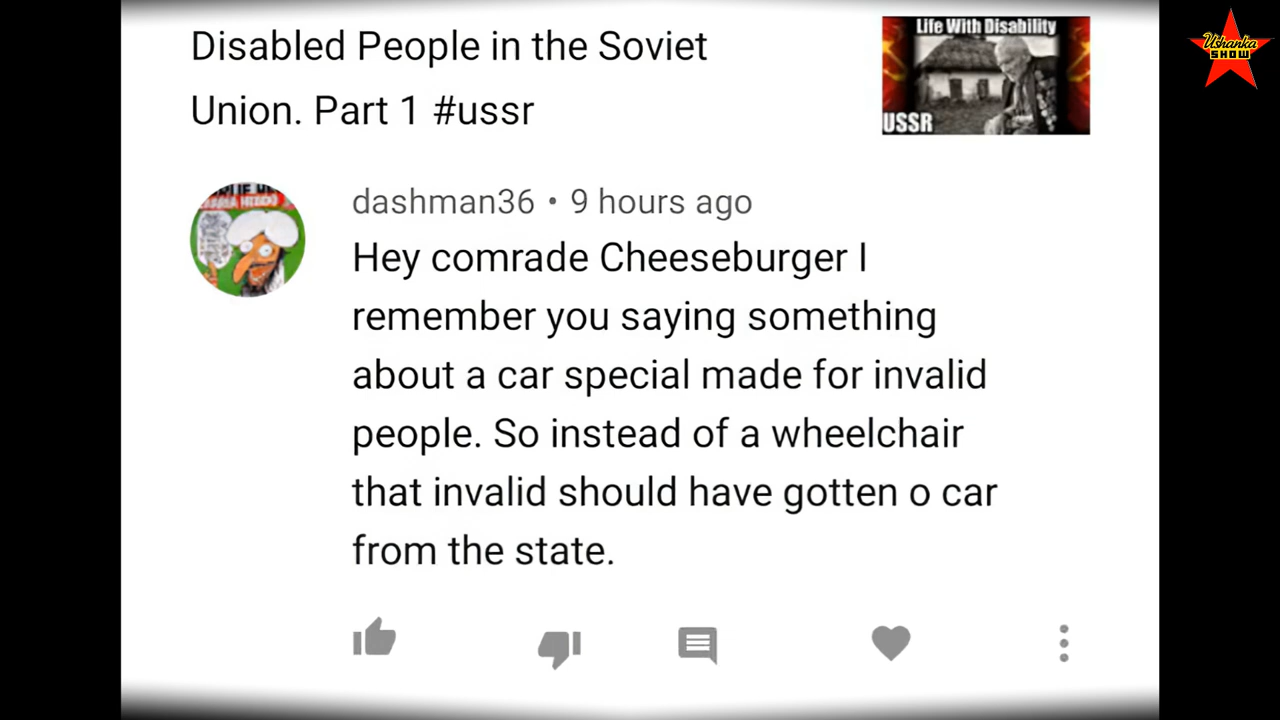 Disabled People in the Soviet
Union. Part 1 #ussr
Life With Disability
USSR
Ushanka
SHOW
dashman36 • 9 hours ago
Hey comrade Cheeseburger I
remember you saying something
about a car special made for invalid
people. So instead of a wheelchair
that invalid should have gotten o car
from the state.